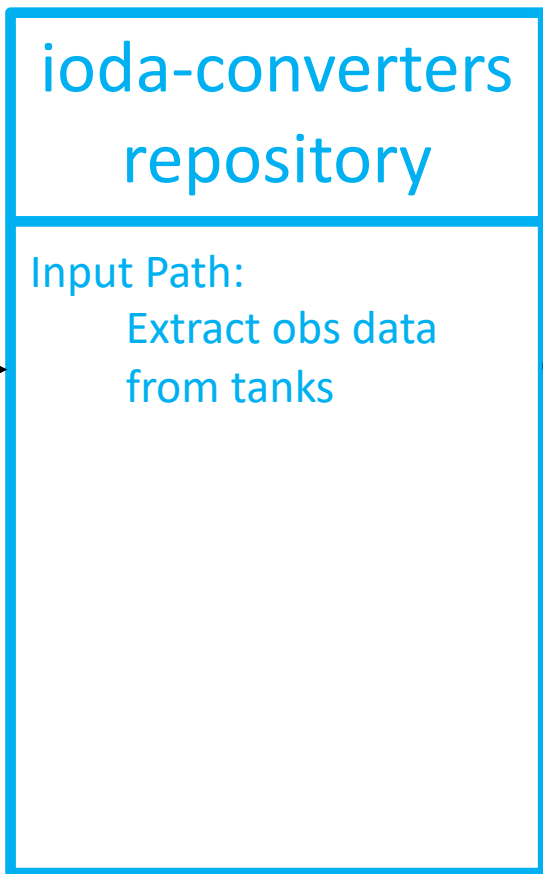 ioda-converters
repository
Input Path:
Extract obs data
from tanks